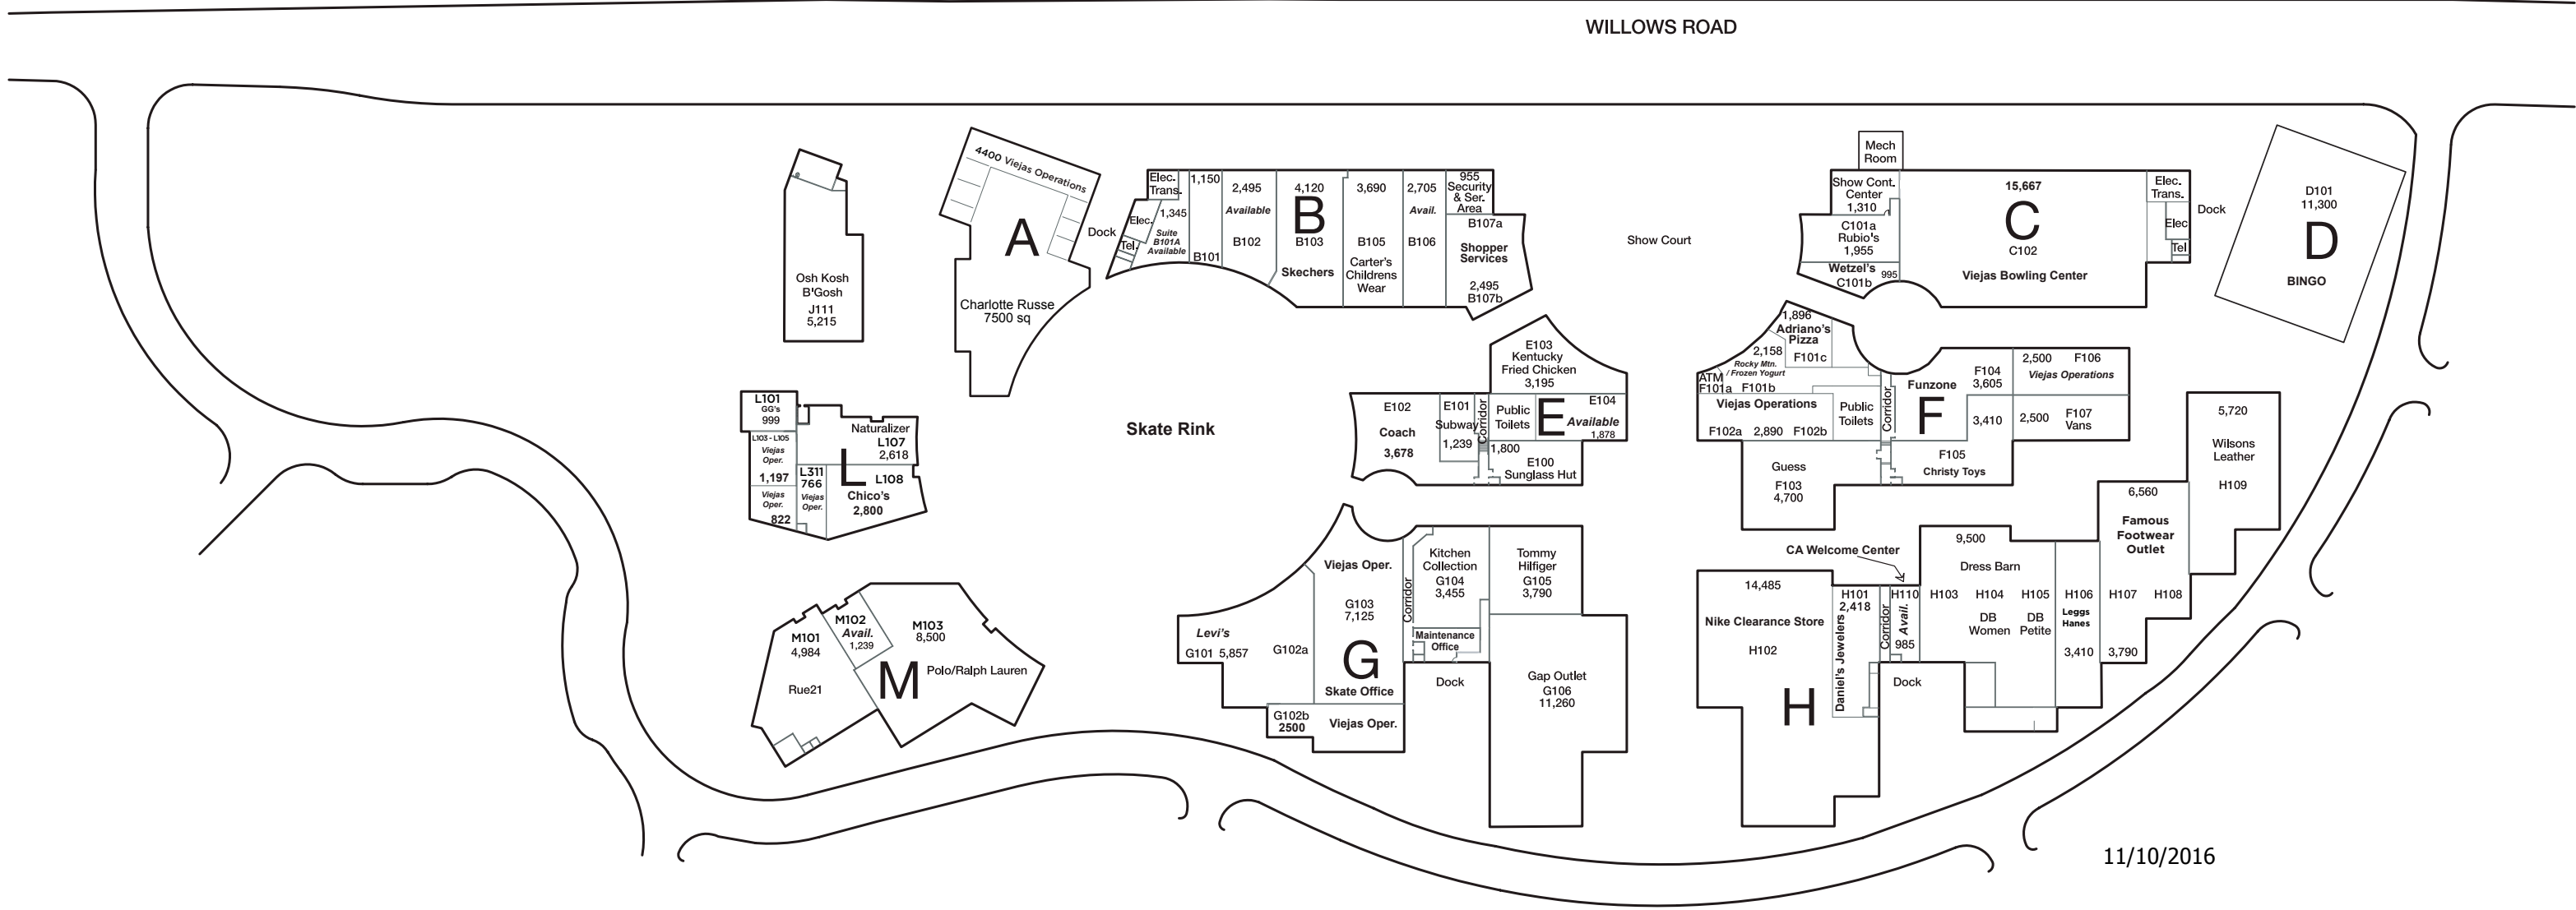 WILLOWS ROAD
Osh Kosh
B'Gosh
J111
5,215
4400 Viejas Operations
A
Charlotte Russe
7500 sq
Dock
Elec.
Trans.
Elec.
Tel.
1,345
Suite
B101A
Available
1,150
B101
2,495
Available
B102
4,120
B
B103
Skechers
3,690
B105
Carter's
Childrens
Wear
2,705
Avail.
B106
955
Security
& Ser.
Area
B107a
Shopper
Services
2,495
B107b
Show Court
Mech
Room
Show Cont.
Center
1,310
C101a
Rubio's
1,955
Wetzel's
995
C101b
15,667
C
C102
Viejas Bowling Center
Elec.
Trans.
Elec
Tel
Dock
D101
11,300
D
BINGO
L101
GG's
999
L103 - L105
Viejas
Oper.
1,197
Viejas
Oper.
822
L311
766
Viejas
Oper.
Naturalizer
L107
2,618
L
L108
Chico's
2,800
Skate Rink
E103
Kentucky
Fried Chicken
3,195
E102
Coach
3,678
E101
Subway
1,239
Corridor
Public
Toilets
E
E104
Available
1,878
1,800
E100
Sunglass Hut
1,896
Adriano's
Pizza
F101c
2,158
Rocky Mtn.
/ Frozen Yogurt
ATM
F101a F101b
Viejas Operations
F102a 2,890 F102b
Public
Toilets
Corridor
Funzone
F
F104
3,605
2,500 F106
Viejas Operations
3,410
2,500
F107
Vans
F105
Christy Toys
Guess
F103
4,700
5,720
Wilsons
Leather
H109
M101
4,984
Rue21
M102
Avail.
1,239
M103
8,500
M
Polo/Ralph Lauren
Levi's
G101 5,857
G102a
Viejas Oper.
G103
7,125
G
Skate Office
G102b
2500
Viejas Oper.
Corridor
Kitchen
Collection
G104
3,455
Maintenance
Office
Dock
Tommy
Hilfiger
G105
3,790
Gap Outlet
G106
11,260
CA Welcome Center
14,485
Nike Clearance Store
H102
H
H101
2,418
Daniel's Jewelers
Corridor
H110
Avail.
985
Dock
9,500
Dress Barn
H103 H104 H105
DB
Women
DB
Petite
H106
Leggs
Hanes
3,410
6,560
Famous
Footwear
Outlet
H107 H108
3,790
11/10/2016